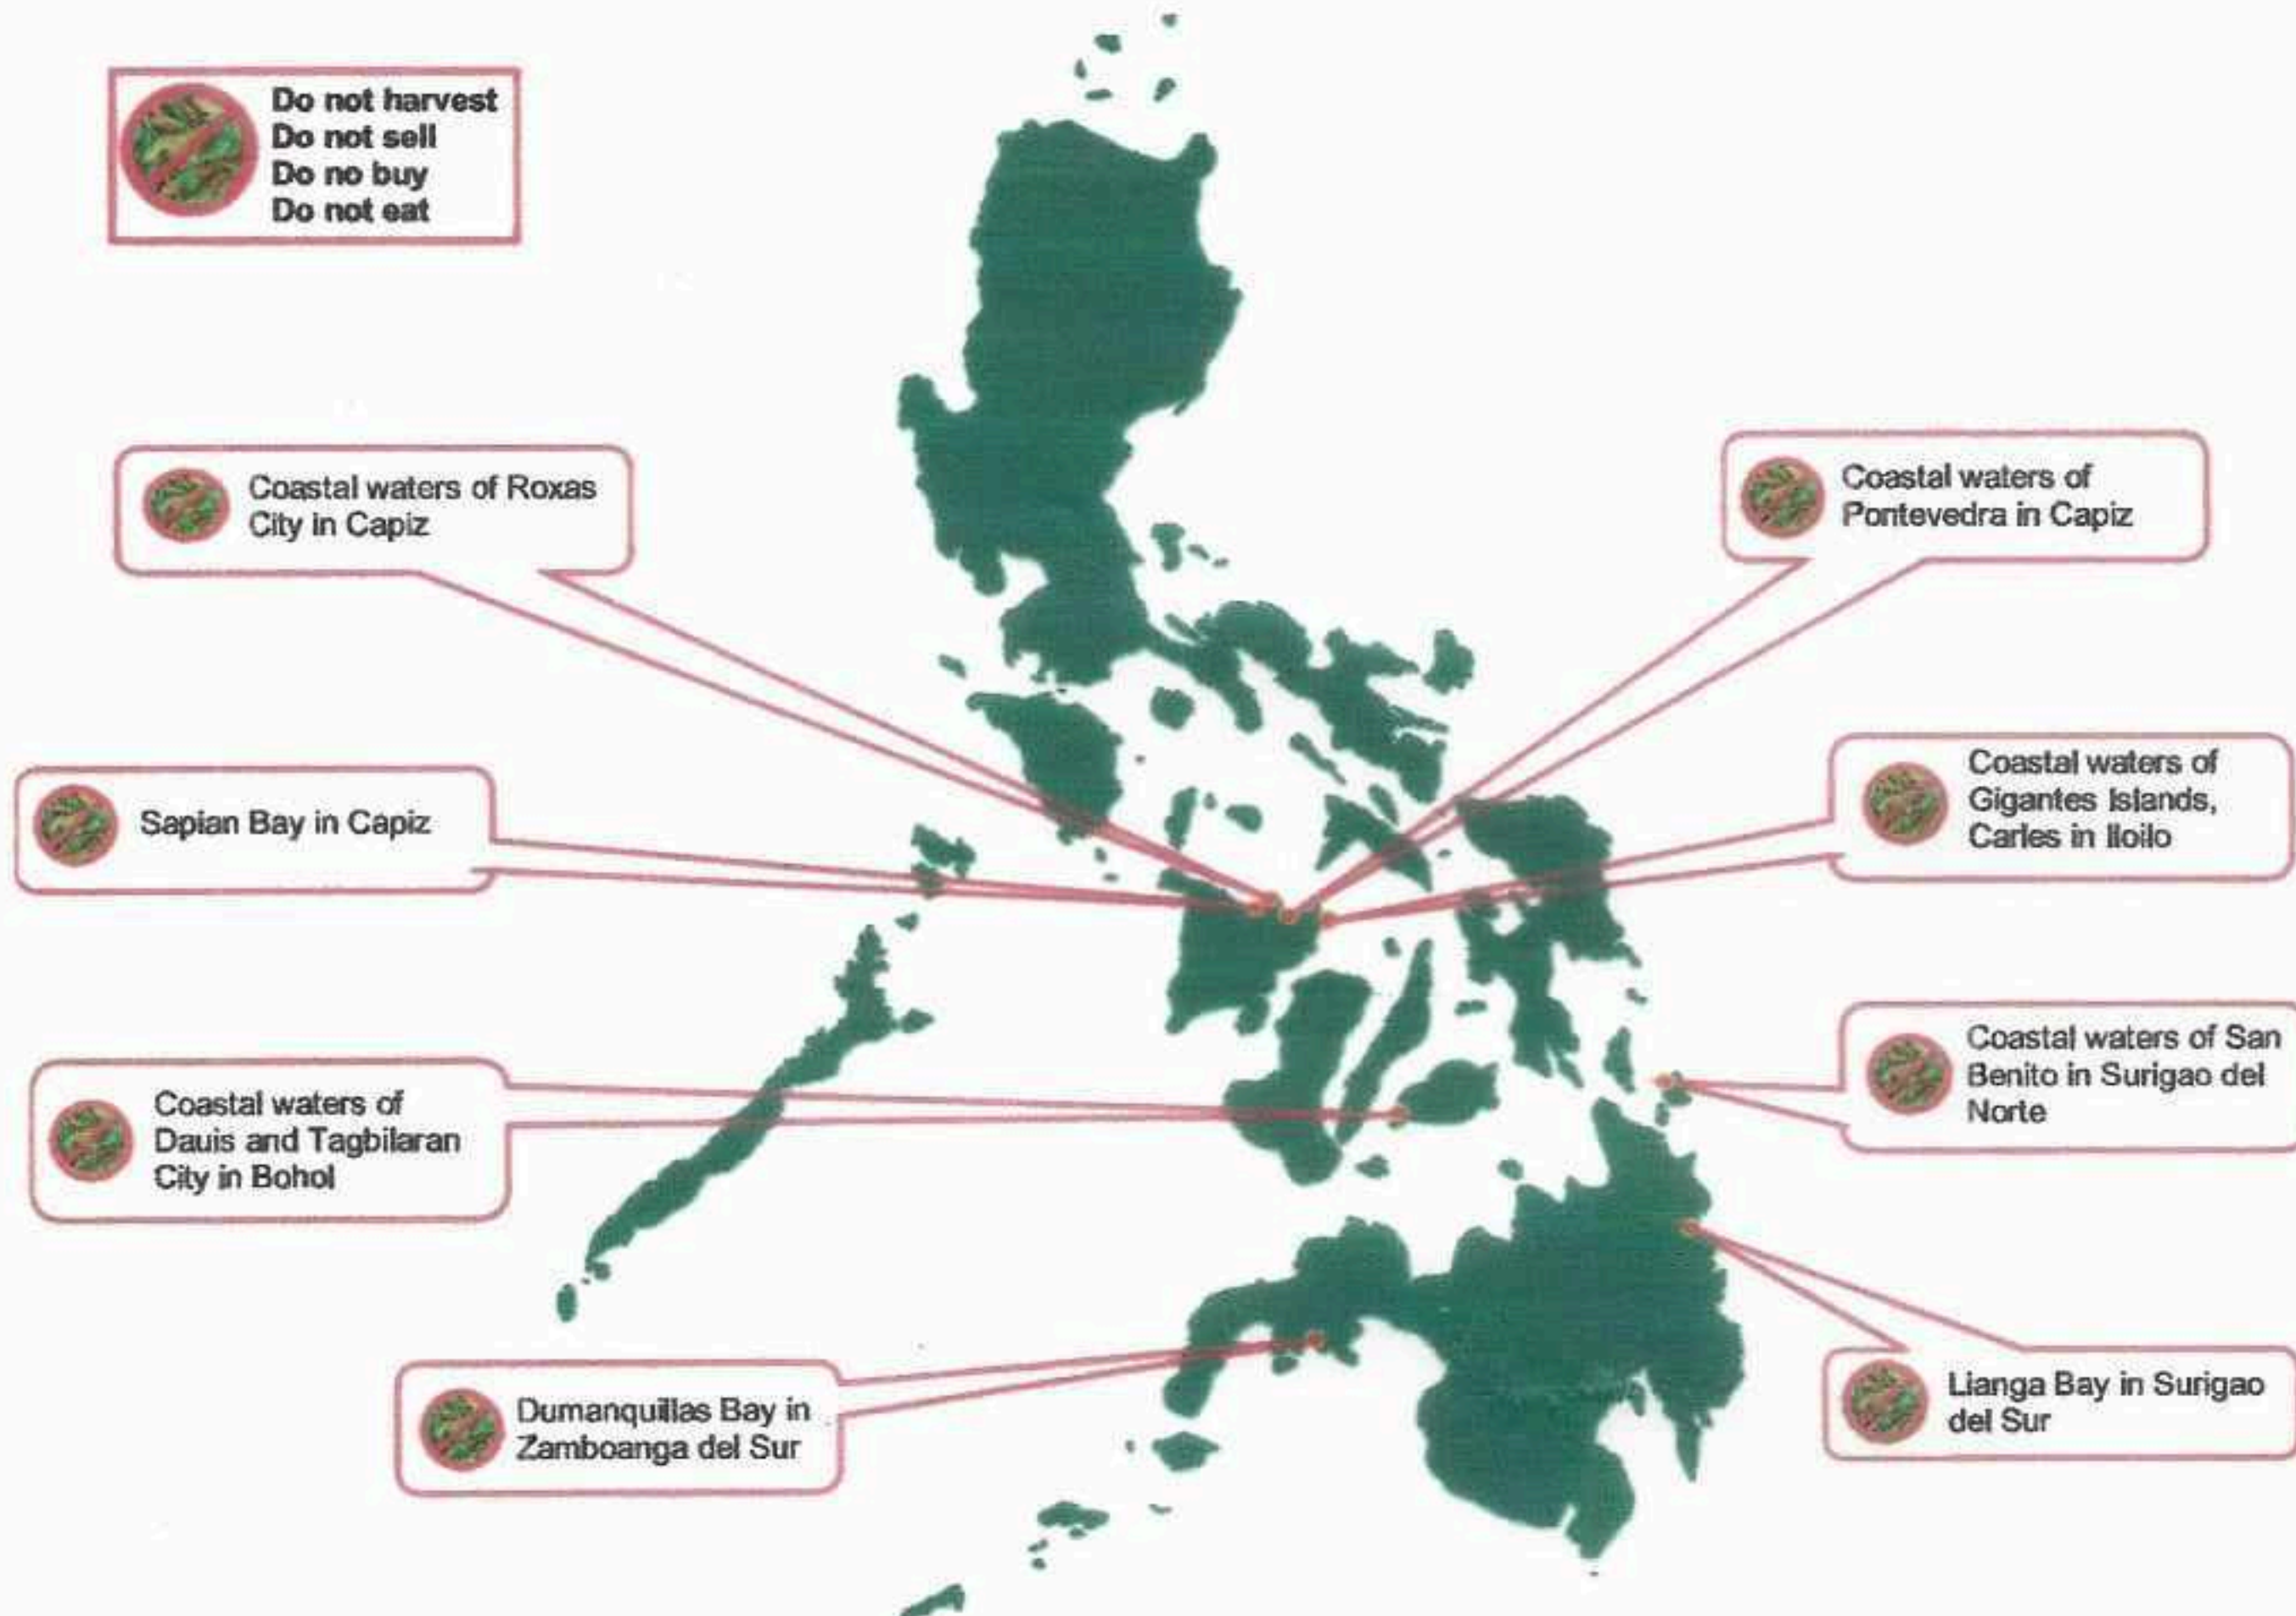 Do not harvest
Do not sell
Do no buy
Do not eat
Coastal waters of Roxas
City in Capiz
Coastal waters of
Pontevedra in Capiz
Sapian Bay in Capiz
Coastal waters of
Gigantes Islands,
Carles in Iloilo
Coastal waters of
Dauis and Tagbilaran
City in Bohol
Coastal waters of San
Benito in Surigao del
Norte
Dumanquillas Bay in
Zamboanga del Sur
Lianga Bay in Surigao
del Sur